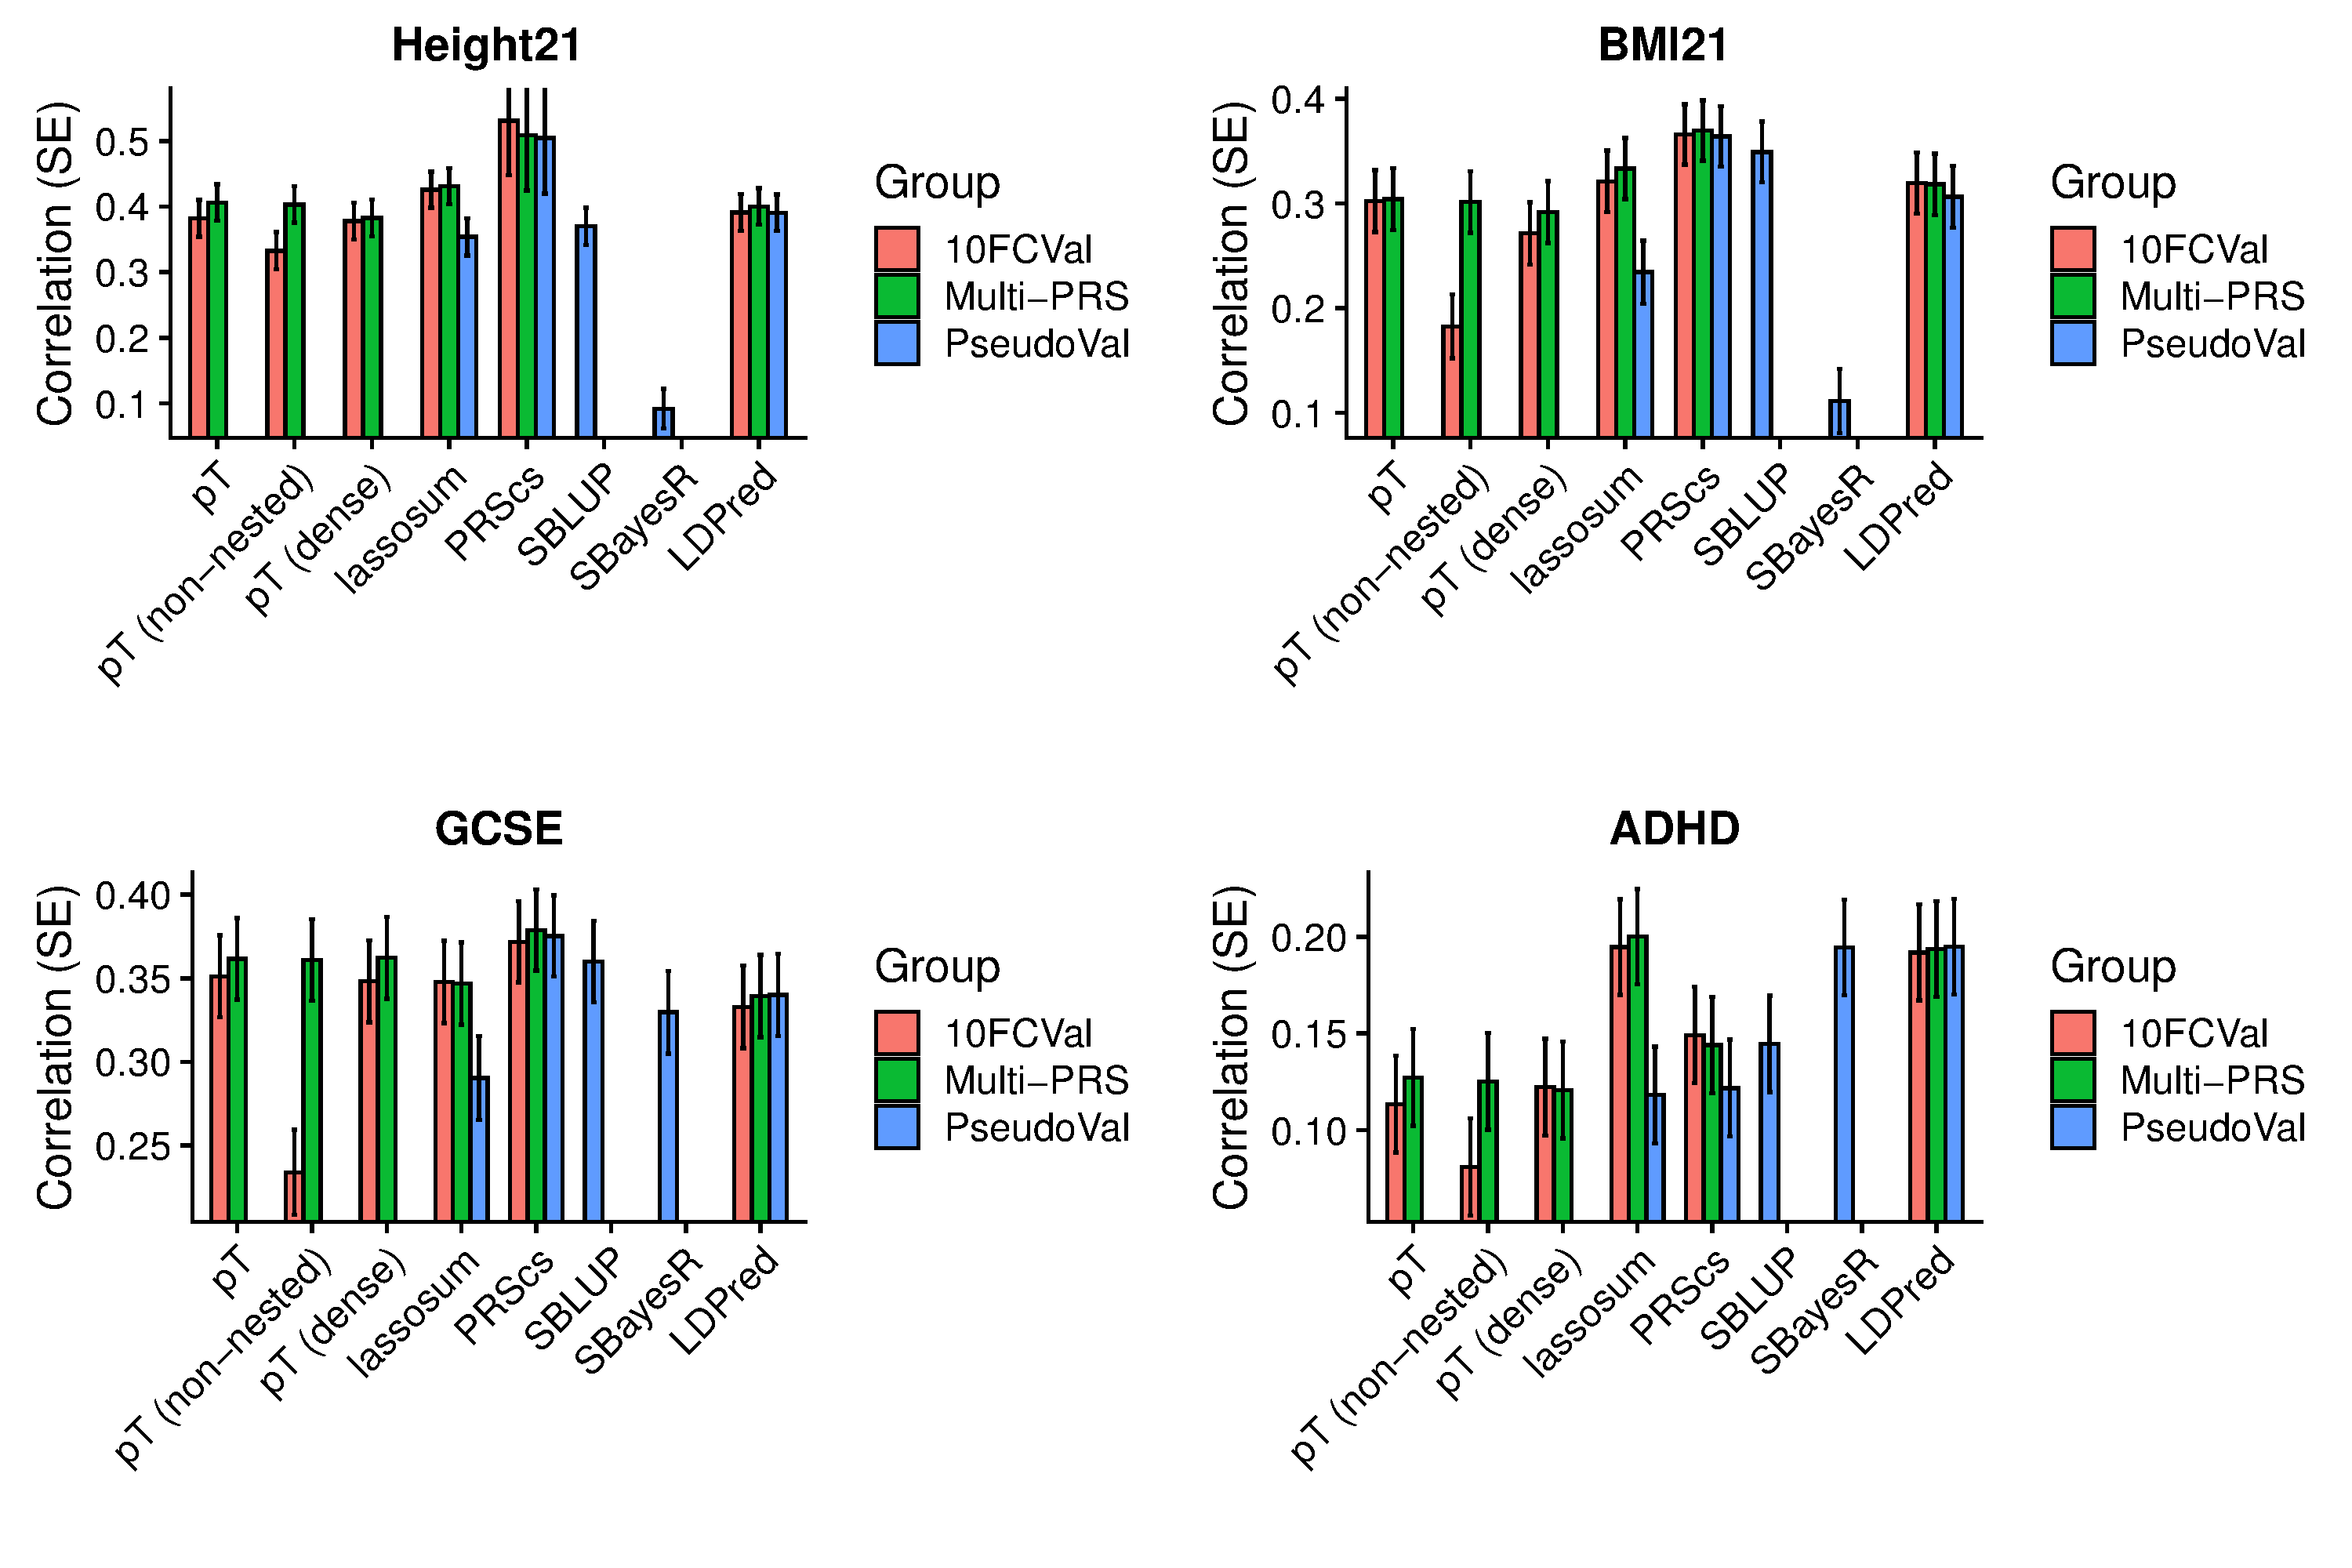 Height21
Correlation (SE)
0.5
0.4
0.3
0.2
0.1
pT
pT (non−nested)
pT (dense)
lassosum
PRScs
SBLUP
SBayesR
LDPred
Group
10FCVal
Multi−PRS
PseudoVal
BMI21
Correlation (SE)
0.4
0.3
0.2
0.1
pT
pT (non−nested)
pT (dense)
lassosum
PRScs
SBLUP
SBayesR
LDPred
Group
10FCVal
Multi−PRS
PseudoVal
GCSE
Correlation (SE)
0.40
0.35
0.30
0.25
pT
pT (non−nested)
pT (dense)
lassosum
PRScs
SBLUP
SBayesR
LDPred
Group
10FCVal
Multi−PRS
PseudoVal
ADHD
Correlation (SE)
0.20
0.15
0.10
pT
pT (non−nested)
pT (dense)
lassosum
PRScs
SBLUP
SBayesR
LDPred
Group
10FCVal
Multi−PRS
PseudoVal